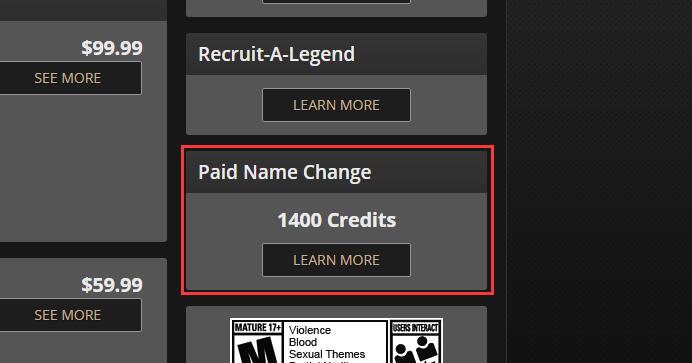 $99.99
SEE MORE
Recruit-A-Legend
LEARN MORE
Paid Name Change
1400 Credits
LEARN MORE
$59.99
SEE MORE
MATURE 17+
M
Violence
Blood
Sexual Themes
USERS INTERACT